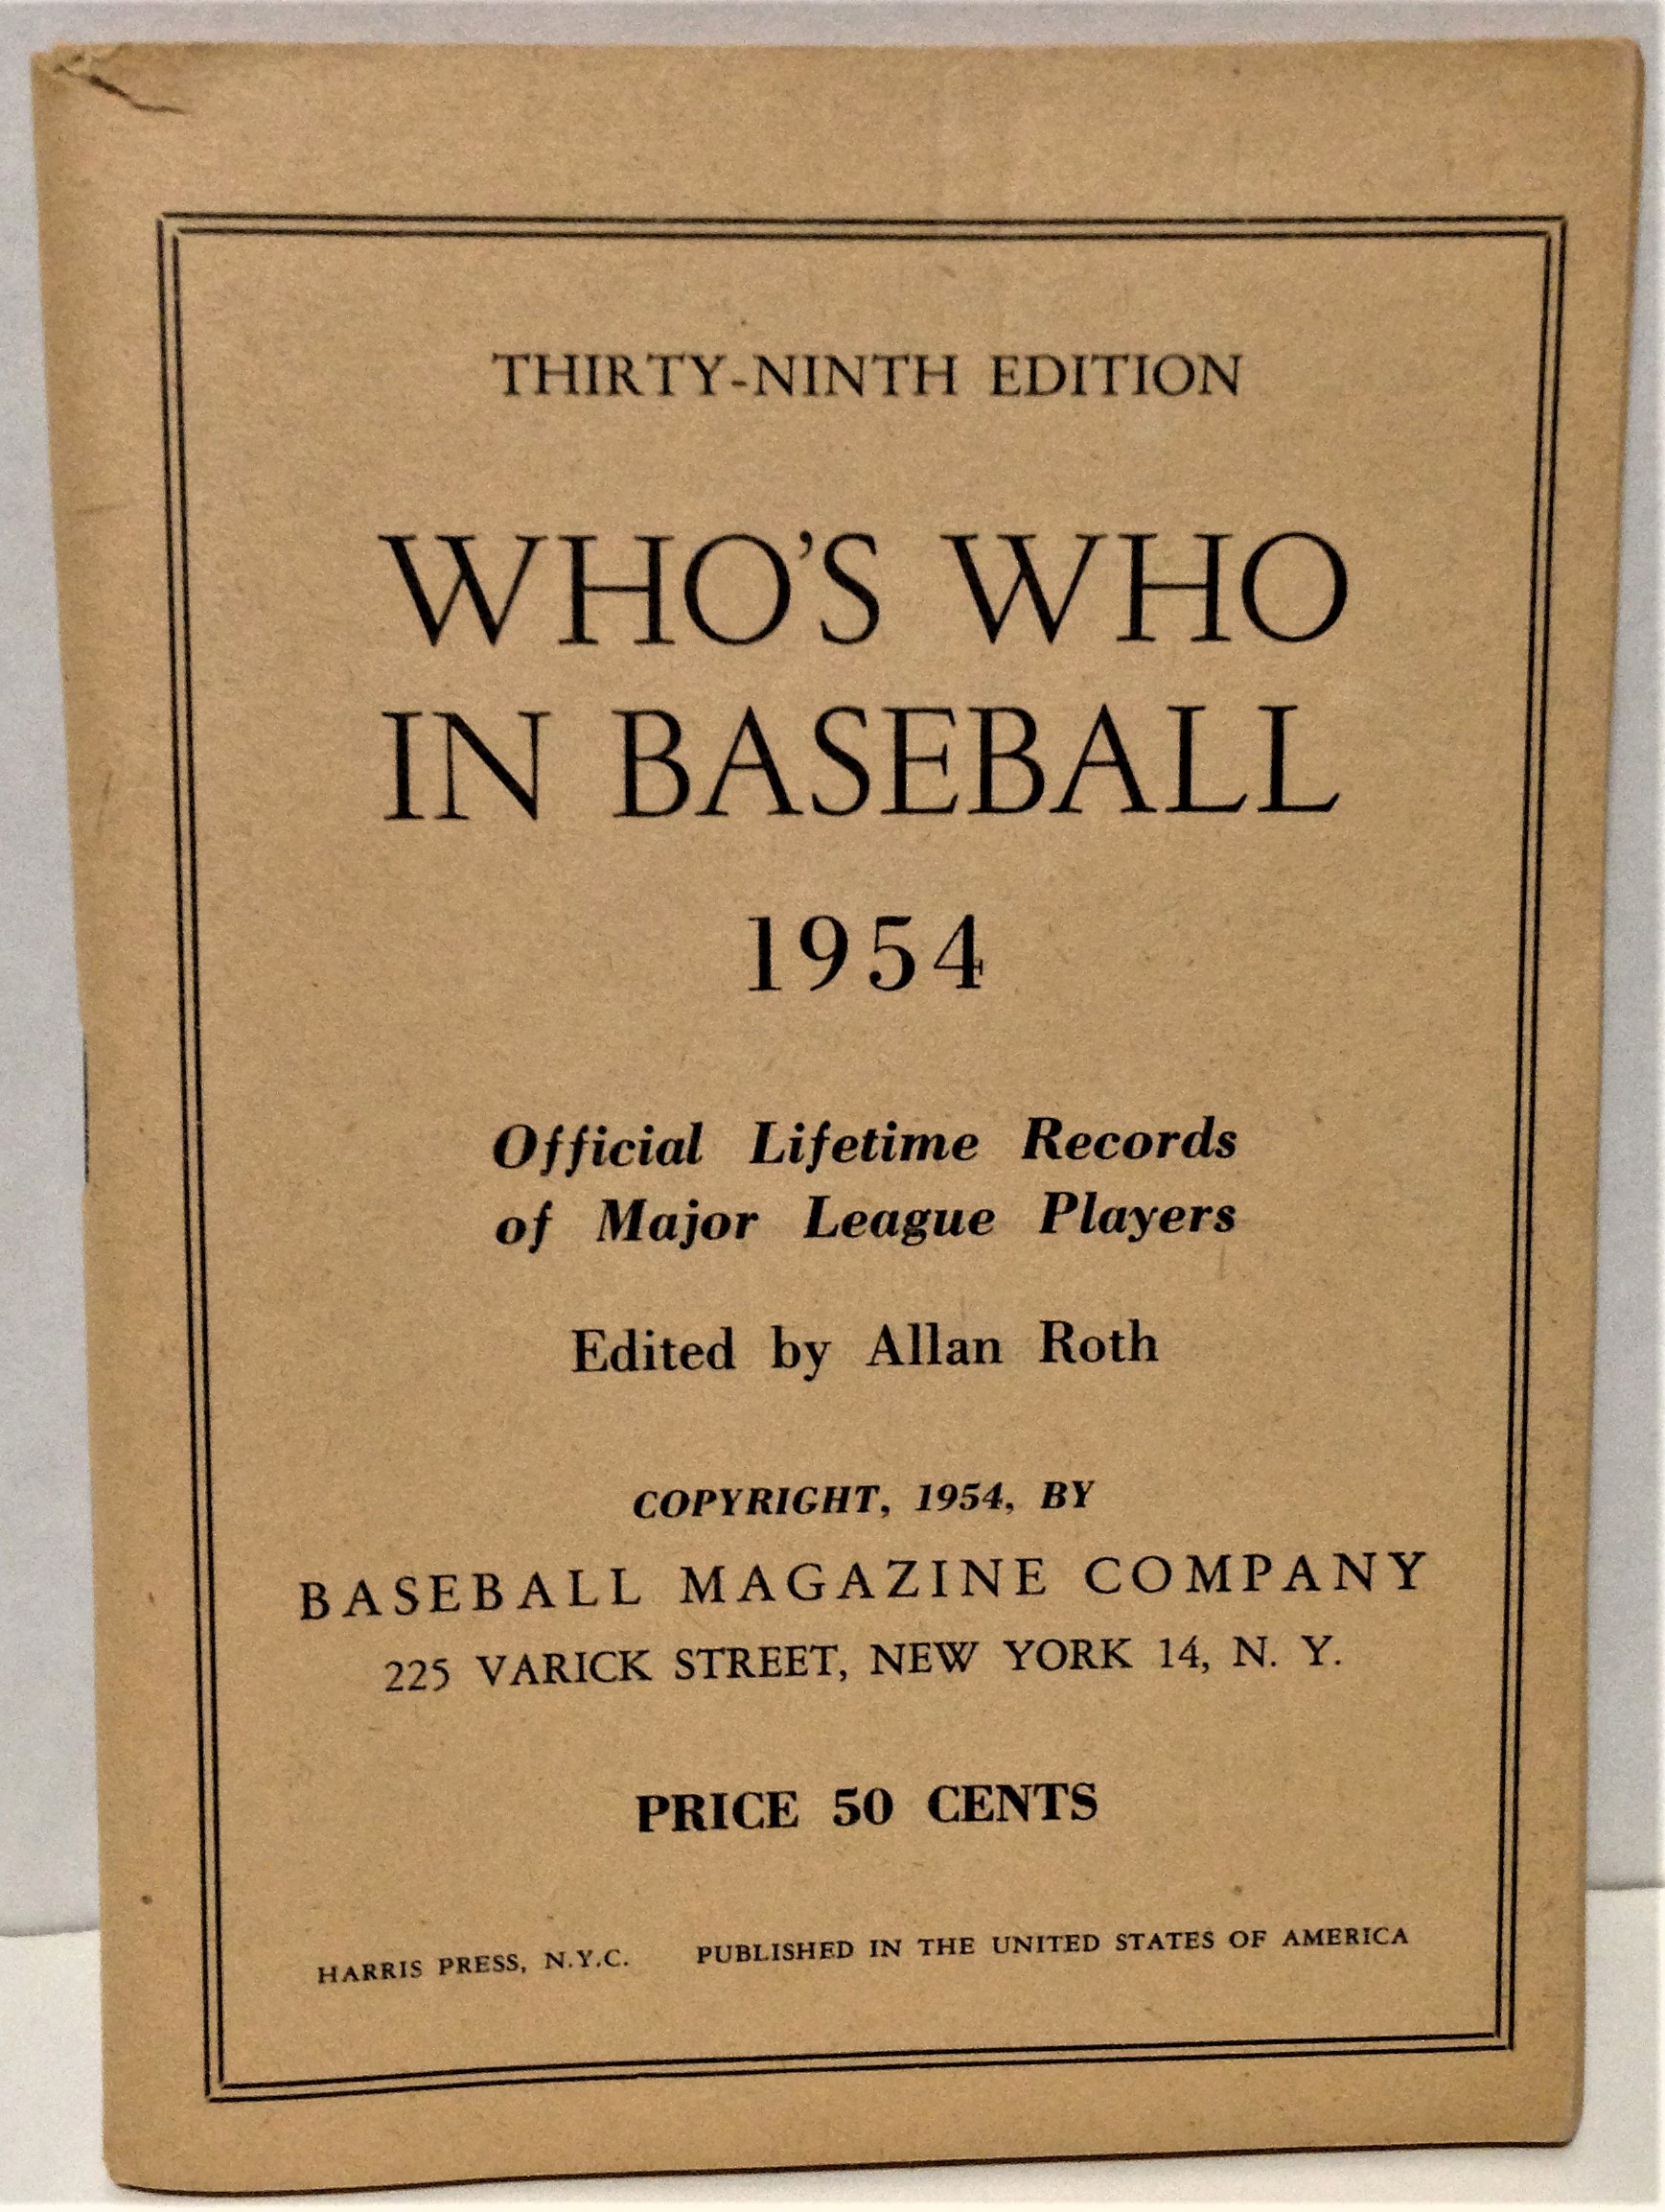 THIRTY-NINTH EDITION
WHO'S WHO
IN BASEBALL
1954
Official Lifetime Records
of Major League Players
Edited by Allan Roth
COPYRIGHT, 1954, BY
BASEBALL MAGAZINE COMPANY
225 VARICK STREET, NEW YORK 14, N. Y.
PRICE 50 CENTS
HARRIS PRESS, N.Y.C. PUBLISHED IN THE UNITED STATES OF AMERICA